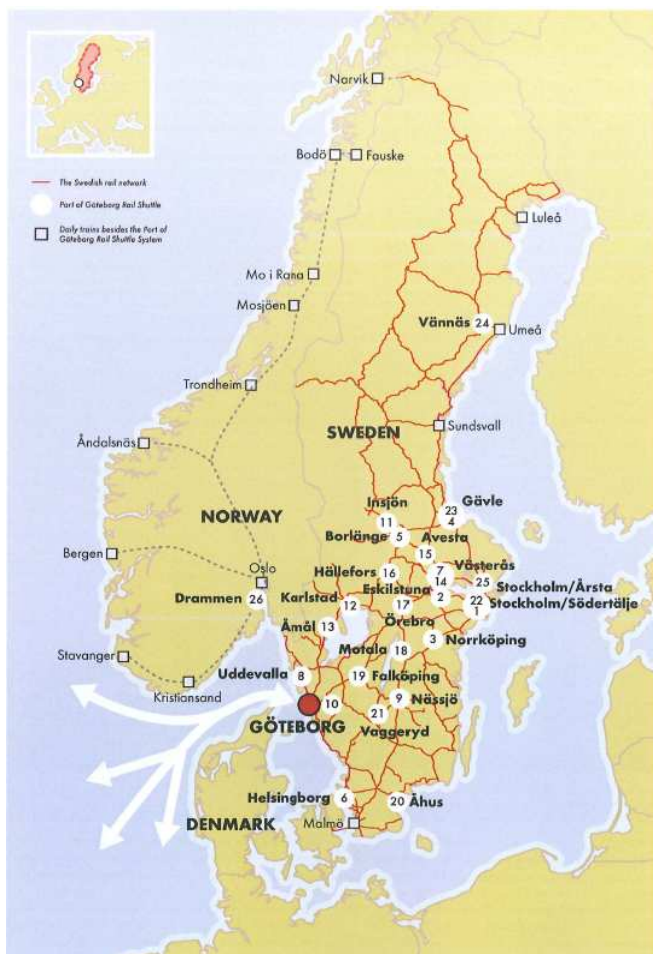 Narvik
Bodö
Fauske
The Swedish rail network
Port of Göteborg Rail Shuttle
Daily trains besides the Port of
Göteborg Rail Shuttle System
Luleå
Mo i Rana
Mosjöen
Vännäs
24
Umeå
Trondheim
SWEDEN
Sundsvall
Åndalsnäs
Insjön
Gävle
23
4
11
NORWAY
Borlänge
5
Avesta
15
Bergen
Hällefors
16
7
Västerås
14
25
Oslo
Eskilstuna
2
Stockholm/Årsta
Drammen
26
Karlstad
12
17
22
1
Stockholm/Södertälje
Örebro
Åmål
13
3
Norrköping
Stavanger
Motala
18
Uddevalla
8
19
Falköping
Kristiansand
10
9
Nässjö
GÖTEBORG
21
Vaggeryd
Helsingborg
6
20
Åhus
DENMARK
Malmö